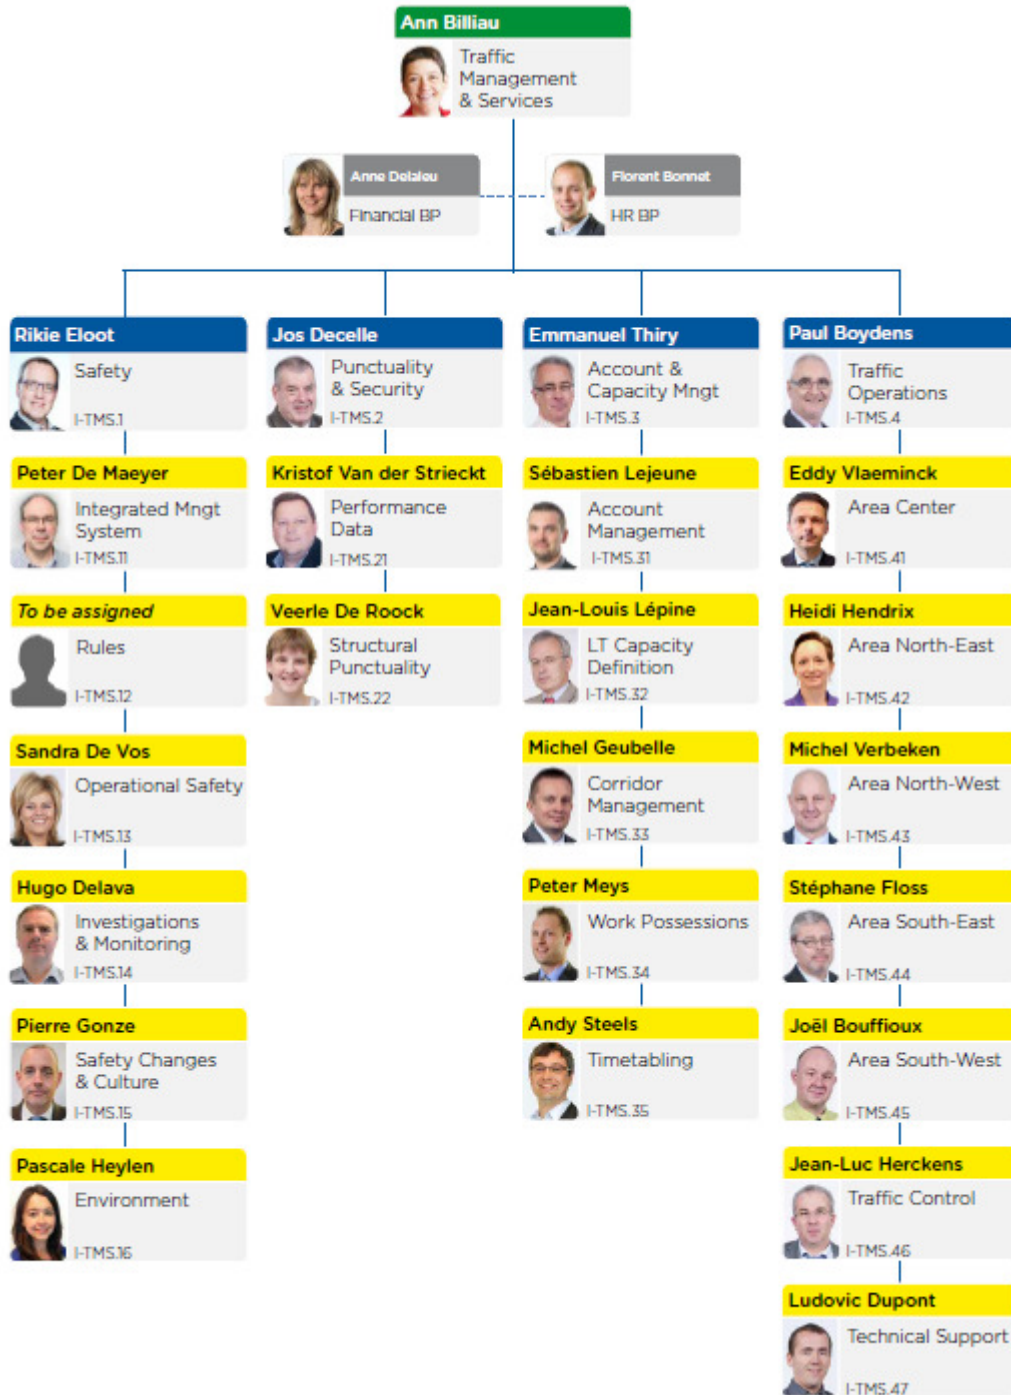 Ann Billiau
Traffic
Management
& Services
Anne Delaleu
Financial BP
Florent Bonnet
HR BP
Rikie Eloot
Safety
I-TMS.1
Peter De Maeyer
Integrated Mngt
System
I-TMS.11
To be assigned
Rules
I-TMS.12
Sandra De Vos
Operational Safety
I-TMS.13
Hugo Delava
Investigations
& Monitoring
I-TMS.14
Pierre Gonze
Safety Changes
& Culture
I-TMS.15
Pascale Heylen
Environment
I-TMS.16
Jos Decelle
Punctuality
& Security
I-TMS.2
Kristof Van der Strieckt
Performance
Data
I-TMS.21
Veerle De Roock
Structural
Punctuality
I-TMS.22
Emmanuel Thiry
Account &
Capacity Mngt
I-TMS.3
Sébastien Lejeune
Account
Management
I-TMS.31
Jean-Louis Lépine
LT Capacity
Definition
I-TMS.32
Michel Geubelle
Corridor
Management
I-TMS.33
Peter Meys
Work Possessions
I-TMS.34
Andy Steels
Timetabling
I-TMS.35
Paul Boydens
Traffic
Operations
I-TMS.4
Eddy Vlaeminck
Area Center
I-TMS.41
Heidi Hendrix
Area North-East
I-TMS.42
Michel Verbeken
Area North-West
I-TMS.43
Stéphane Floss
Area South-East
I-TMS.44
Joël Bouffioux
Area South-West
I-TMS.45
Jean-Luc Herckens
Traffic Control
I-TMS.46
Ludovic Dupont
Technical Support
I-TMS.47